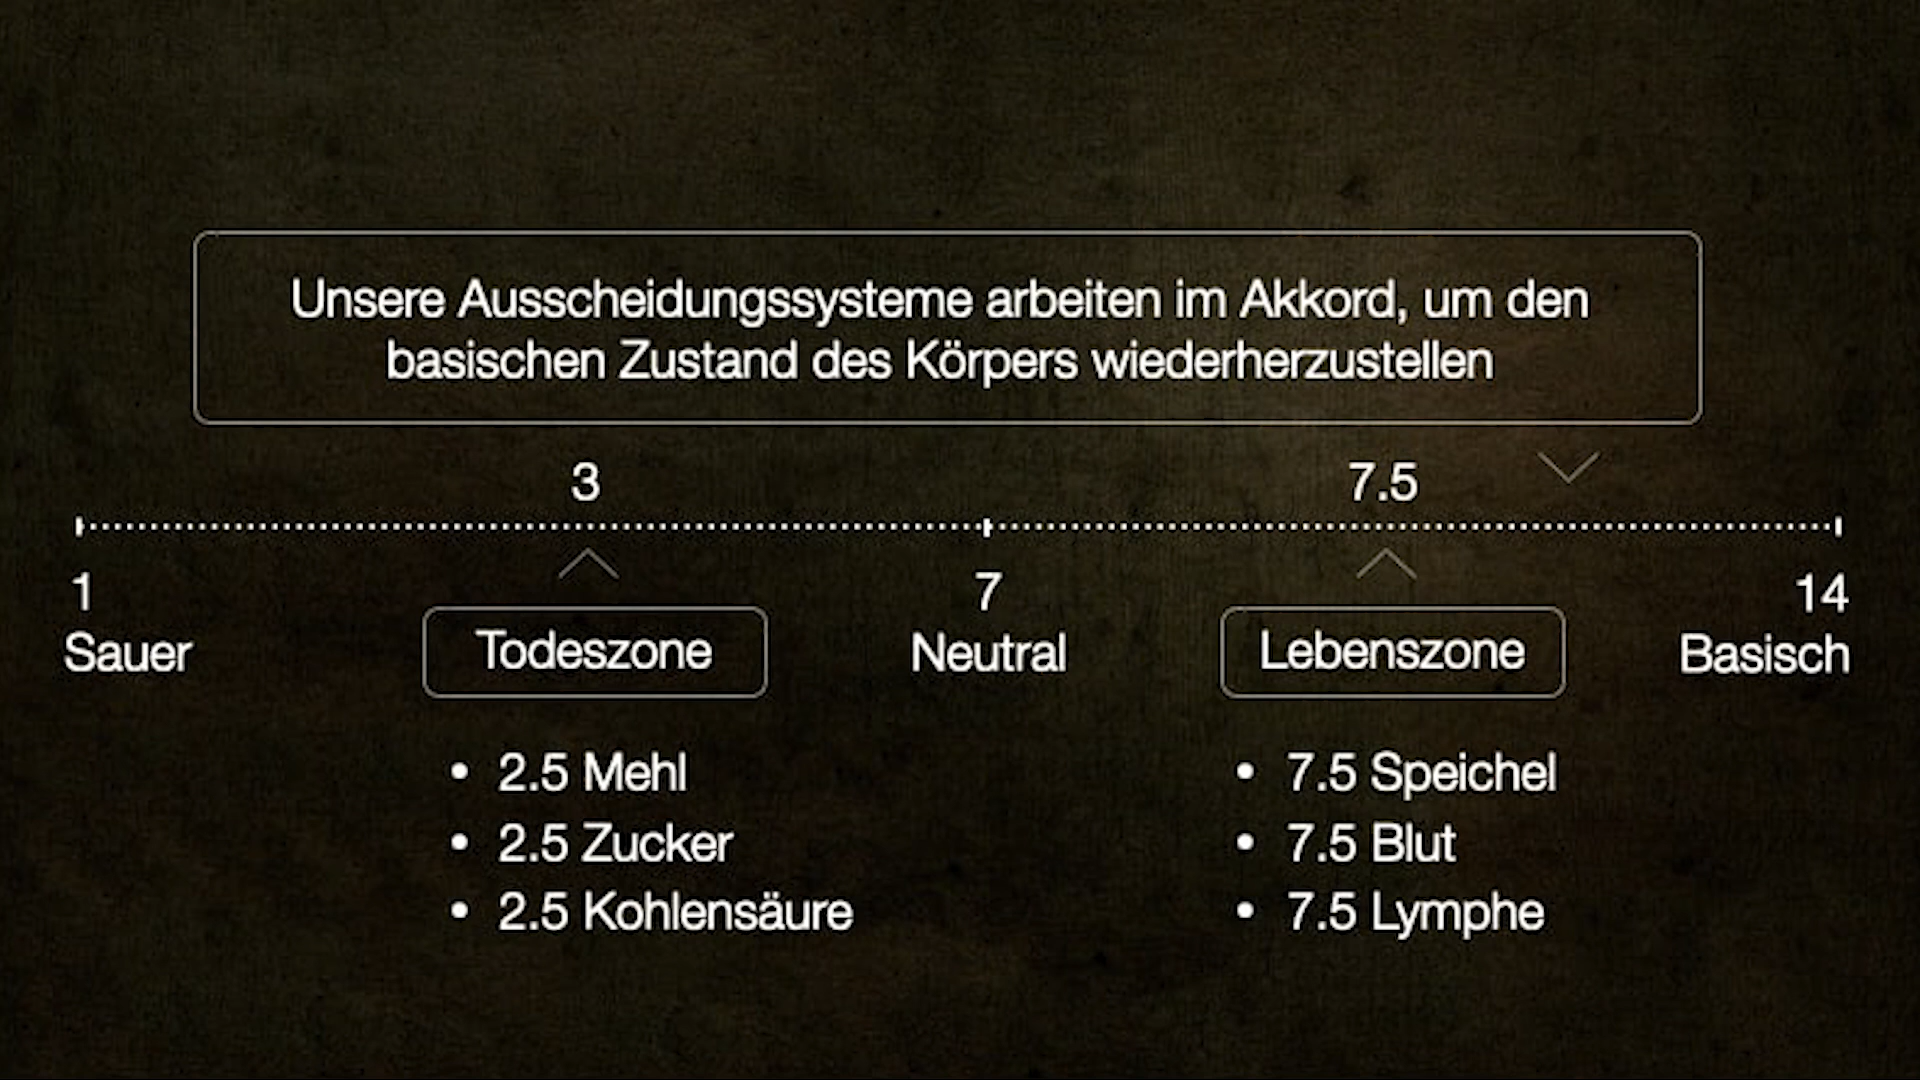 Unsere Ausscheidungssysteme arbeiten im Akkord, um den
basischen Zustand des Körpers wiederherzustellen
3
7.5
1
Sauer
Todeszone
7
Neutral
Lebenszone
14
Basisch
• 2.5 Mehl
• 2.5 Zucker
• 2.5 Kohlensäure
• 7.5 Speichel
• 7.5 Blut
• 7.5 Lymphe